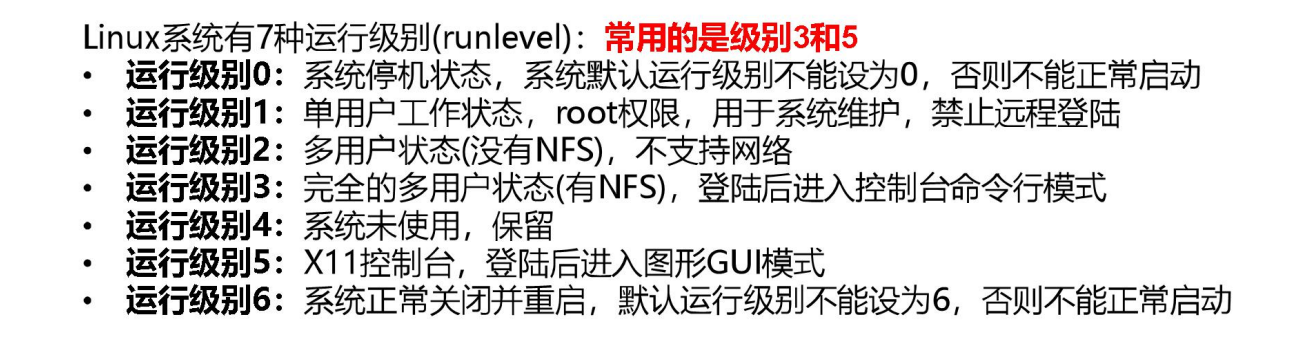 Linux系统有7种运行级别(runlevel)：常用的是级别3和5
• 运行级别0：系统停机状态，系统默认运行级别不能设为0，否则不能正常启动
• 运行级别1：单用户工作状态，root权限，用于系统维护，禁止远程登陆
• 运行级别2：多用户状态(没有NFS)，不支持网络
• 运行级别3：完全的多用户状态(有NFS)，登陆后进入控制台命令行模式
• 运行级别4：系统未使用，保留
• 运行级别5：X11控制台，登陆后进入图形GUI模式
• 运行级别6：系统正常关闭并重启，默认运行级别不能设为6，否则不能正常启动